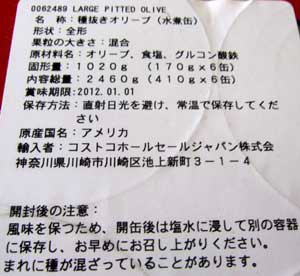 0062489 LARGE PITTED OLIVE
名 称：種抜きオリーブ（水煮缶）
形状：全形
果粒の大きさ：混合
原材料名：オリーブ、食塩、グルコン酸鉄
固形量：1020g （170g×6缶）
内容総量：2460g （410g×6缶）
賞味期限：2012.01.01
保存方法：直射日光を避け、常温で保存してくださ
い
原産国名：アメリカ
輸入者：コストコホールセールジャパン株式会
神奈川県川崎市川崎区池上新町3－1－4
開封後の注意：
風味を保つため、開缶後は塩水に浸して別の容器
に保存し、お早めにお召し上がりください。
まれに種が混ざっていることがあります。